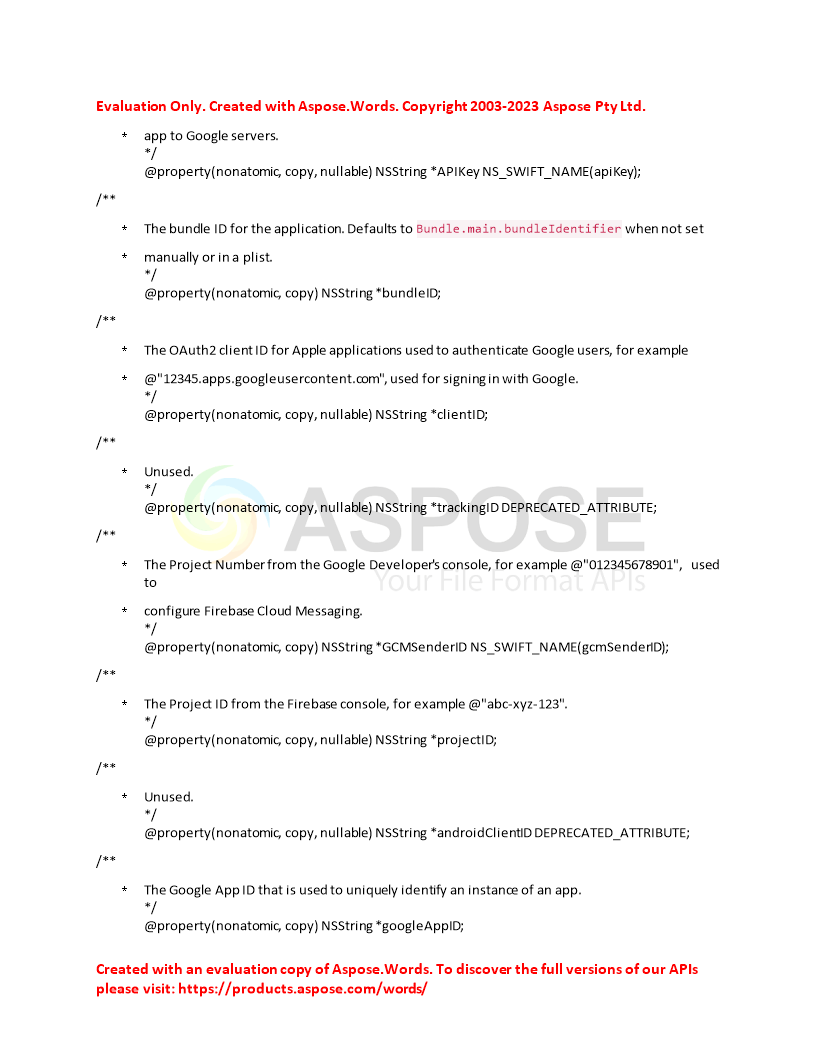 Evaluation Only. Created with Aspose.Words. Copyright 2003-2023 Aspose Pty Ltd.
* app to Google servers.
*/
@property(nonatomic, copy, nullable) NSString *APIKey NS_SWIFT_NAME(apiKey);
/**
* The bundle ID for the application. Defaults to Bundle.main.bundleIdentifier when not set
* manually or in a plist.
*/
@property(nonatomic, copy) NSString *bundleID;
/**
* The OAuth2 client ID for Apple applications used to authenticate Google users, for example
* @"12345.apps.googleusercontent.com", used for signing in with Google.
*/
@property(nonatomic, copy, nullable) NSString *clientID;
/**
* Unused.
*/
@property(nonatomic, copy, nullable) NSString *trackingID DEPRECATED_ATTRIBUTE;
ASPOSE
/**
* The Project Number from the Google Developer's console, for example @"012345678901", used
to
Your File Format APIs
* configure Firebase Cloud Messaging.
*/
@property(nonatomic, copy) NSString *GCMSenderID NS_SWIFT_NAME(gcmSenderID);
/**
* The Project ID from the Firebase console, for example @"abc-xyz-123".
*/
@property(nonatomic, copy, nullable) NSString *projectID;
/**
* Unused.
*/
@property(nonatomic, copy, nullable) NSString *androidClientID DEPRECATED_ATTRIBUTE;
/**
* The Google App ID that is used to uniquely identify an instance of an app.
*/
@property(nonatomic, copy) NSString *googleAppID;
Created with an evaluation copy of Aspose.Words. To discover the full versions of our APIs
please visit: https://products.aspose.com/words/